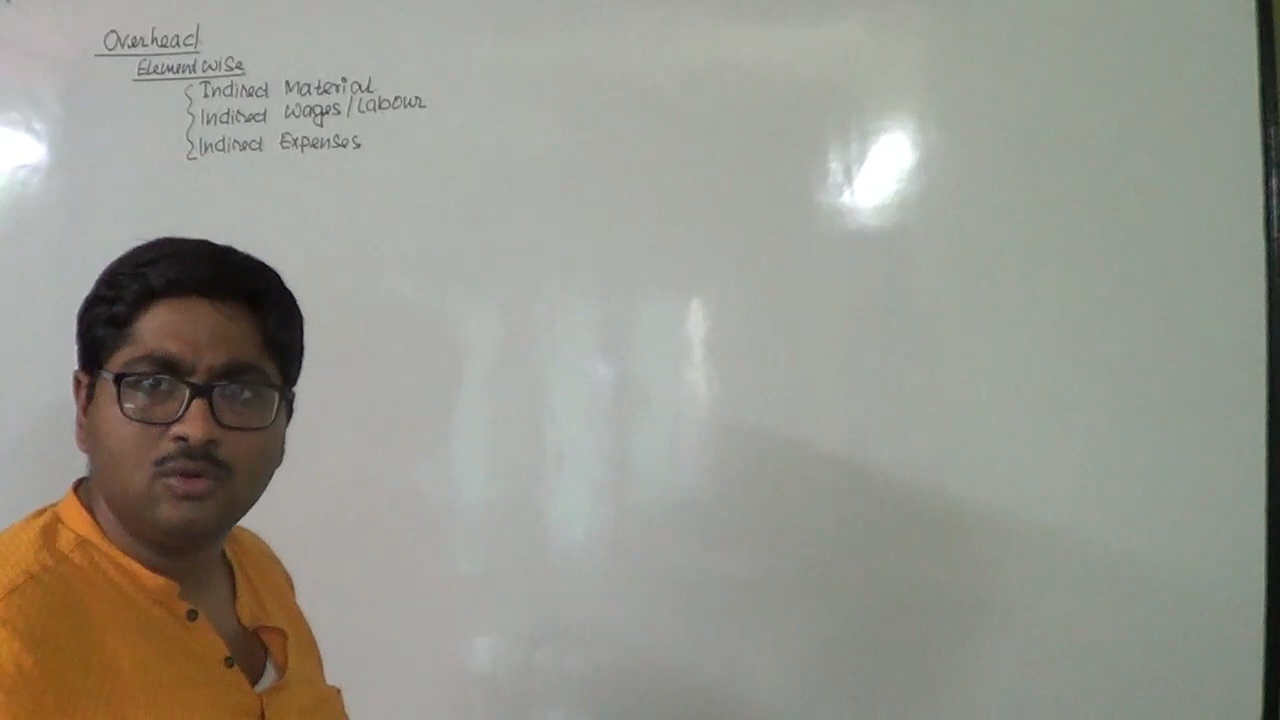 Overhead
Element wise
Indirect Material
Indirect Wages/Labour
Indirect Expenses